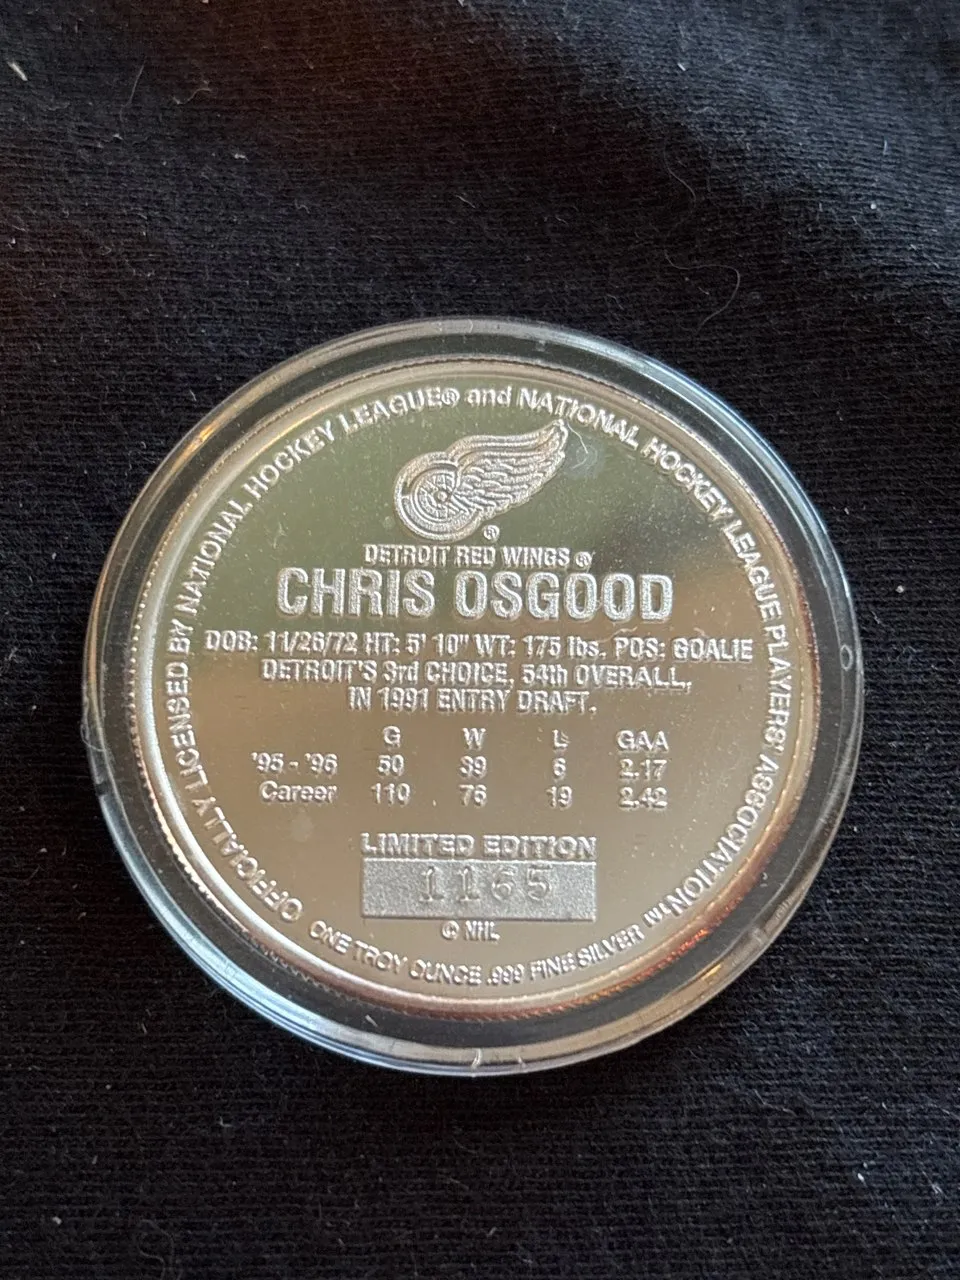 OFFICIALLY LICENSED BY NATIONAL HOCKEY LEAGUE® and NATIONAL HOCKEY LEAGUE PLAYERS' ASSOCIATION™
®
DETROIT RED WINGS ®
CHRIS OSGOOD
DOB: 11/26/72 HT: 5' 10" WT: 175 lbs. POS: GOALIE
DETROIT'S 3rd CHOICE, 54th OVERALL,
IN 1991 ENTRY DRAFT.
G W L GAA
'95 - '96 50 39 6 2.17
Career 110 76 19 2.42
LIMITED EDITION
1165
© NHL
ONE TROY OUNCE .999 FINE SILVER